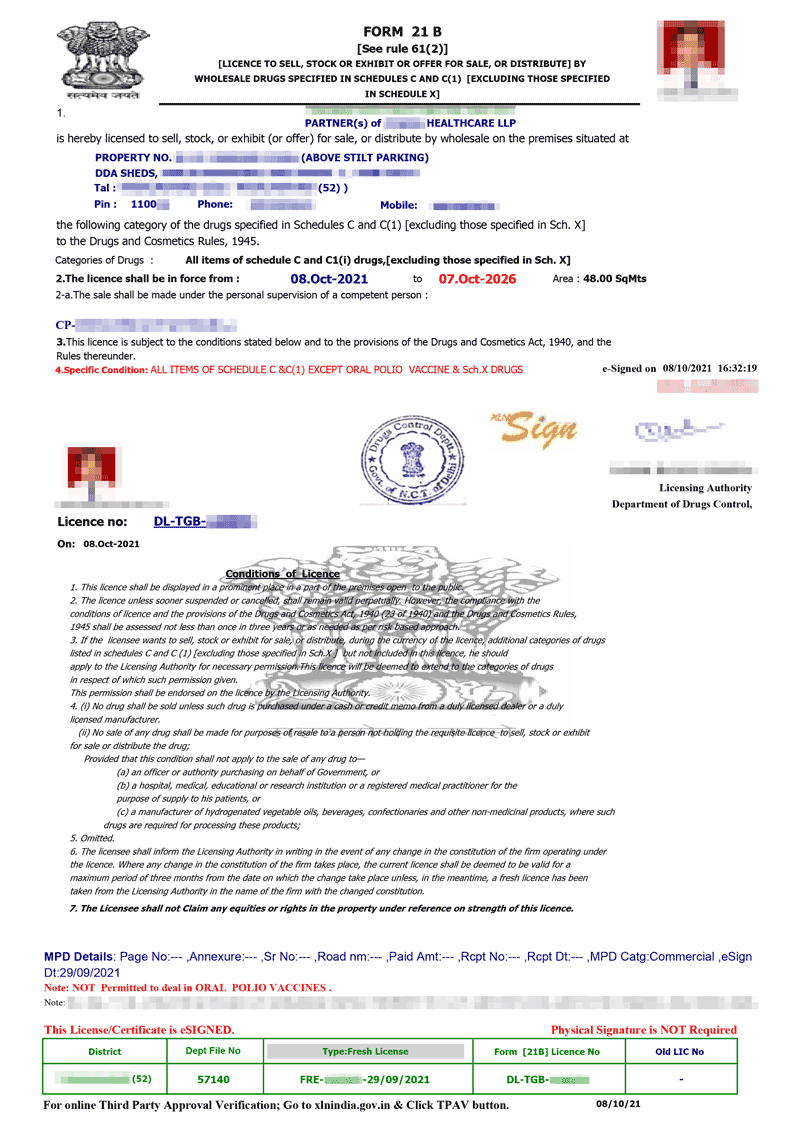 FORM 21 B
[See rule 61(2)]
[LICENCE TO SELL, STOCK OR EXHIBIT OR OFFER FOR SALE, OR DISTRIBUTE] BY
WHOLESALE DRUGS SPECIFIED IN SCHEDULES C AND C(1) [EXCLUDING THOSE SPECIFIED
IN SCHEDULE X]
सत्यमेव जयते
1.
PARTNER(s) of HEALTHCARE LLP
is hereby licensed to sell, stock, or exhibit (or offer) for sale, or distribute by wholesale on the premises situated at
PROPERTY NO. (ABOVE STILT PARKING)
DDA SHEDS,
Tal : (52) )
Pin : 1100 Phone: Mobile:
the following category of the drugs specified in Schedules C and C(1) [excluding those specified in Sch. X]
to the Drugs and Cosmetics Rules, 1945.
Categories of Drugs : All items of schedule C and C1(i) drugs,[excluding those specified in Sch. X]
2.The licence shall be in force from : 08.Oct-2021 to 07.Oct-2026 Area : 48.00 SqMts
2-a.The sale shall be made under the personal supervision of a competent person :
CP-
3.This licence is subject to the conditions stated below and to the provisions of the Drugs and Cosmetics Act, 1940, and the
Rules thereunder.
4.Specific Condition: ALL ITEMS OF SCHEDULE C &C(1) EXCEPT ORAL POLIO VACCINE & Sch.X DRUGS
e-Signed on 08/10/2021 16:32:19
Drugs Control Deptt.
Govt. of N.C.T. of Delhi
XLN Sign
Licensing Authority
Department of Drugs Control,
Licence no: DL-TGB-
On: 08.Oct-2021
Conditions of Licence
1. This licence shall be displayed in a prominent place in a part of the premises open to the public.
2. The licence unless sooner suspended or cancelled, shall remain valid perpetually. However, the compliance with the
conditions of licence and the provisions of the Drugs and Cosmetics Act, 1940 (23 of 1940) and the Drugs and Cosmetics Rules,
1945 shall be assessed not less than once in three years or as needed as per risk based approach.
3. If the licensee wants to sell, stock or exhibit for sale, or distribute, during the currency of the licence, additional categories of drugs
listed in schedules C and C (1) [excluding those specified in Sch.X ] but not included in this licence, he should
apply to the Licensing Authority for necessary permission.This licence will be deemed to extend to the categories of drugs
in respect of which such permission given.
This permission shall be endorsed on the licence by the Licensing Authority.
4. (i) No drug shall be sold unless such drug is purchased under a cash or credit memo from a duly licensed dealer or a duly
licensed manufacturer.
(ii) No sale of any drug shall be made for purposes of resale to a person not holding the requisite licence to sell, stock or exhibit
for sale or distribute the drug;
Provided that this condition shall not apply to the sale of any drug to—
(a) an officer or authority purchasing on behalf of Government, or
(b) a hospital, medical, educational or research institution or a registered medical practitioner for the
purpose of supply to his patients, or
(c) a manufacturer of hydrogenated vegetable oils, beverages, confectionaries and other non-medicinal products, where such
drugs are required for processing these products;
5. Omitted.
6. The licensee shall inform the Licensing Authority in writing in the event of any change in the constitution of the firm operating under
the licence. Where any change in the constitution of the firm takes place, the current licence shall be deemed to be valid for a
maximum period of three months from the date on which the change take place unless, in the meantime, a fresh licence has been
taken from the Licensing Authority in the name of the firm with the changed constitution.
7. The Licensee shall not Claim any equities or rights in the property under reference on strength of this licence.
MPD Details: Page No:--- ,Annexure:--- ,Sr No:--- ,Road nm:--- ,Paid Amt:--- ,Rcpt No:--- ,Rcpt Dt:--- ,MPD Catg:Commercial ,eSign
Dt:29/09/2021
Note: NOT Permitted to deal in ORAL POLIO VACCINES .
Note:
This License/Certificate is eSIGNED. Physical Signature is NOT Required
District Dept File No Type:Fresh License Form [21B] Licence No Old LIC No
(52) 57140 FRE- -29/09/2021 DL-TGB- -
For online Third Party Approval Verification; Go to xlnindia.gov.in & Click TPAV button. 08/10/21